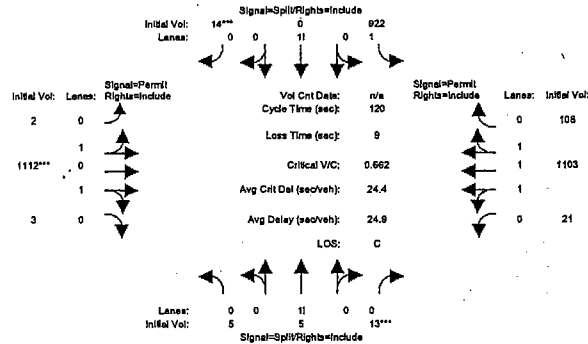 Signal=Split/Rights=Include
Initial Vol: 14*** 0 922
Lanes: 0 0 1! 0 1
Signal=Permit
Initial Vol: Lanes: Rights=Include
Vol Cnt Date: n/a
Signal=Permit
Rights=Include Lanes: Initial Vol:
2 0
Cycle Time (sec): 120
0 108
1
Loss Time (sec): 9
1
1112*** 0
Critical V/C: 0.662
1 1103
1
Avg Crit Del (sec/veh): 24.4
1
3 0
Avg Delay (sec/veh): 24.9
0 21
LOS: C
Lanes: 0 0 1! 0 0
Initial Vol: 5 5 13***
Signal=Split/Rights=Include